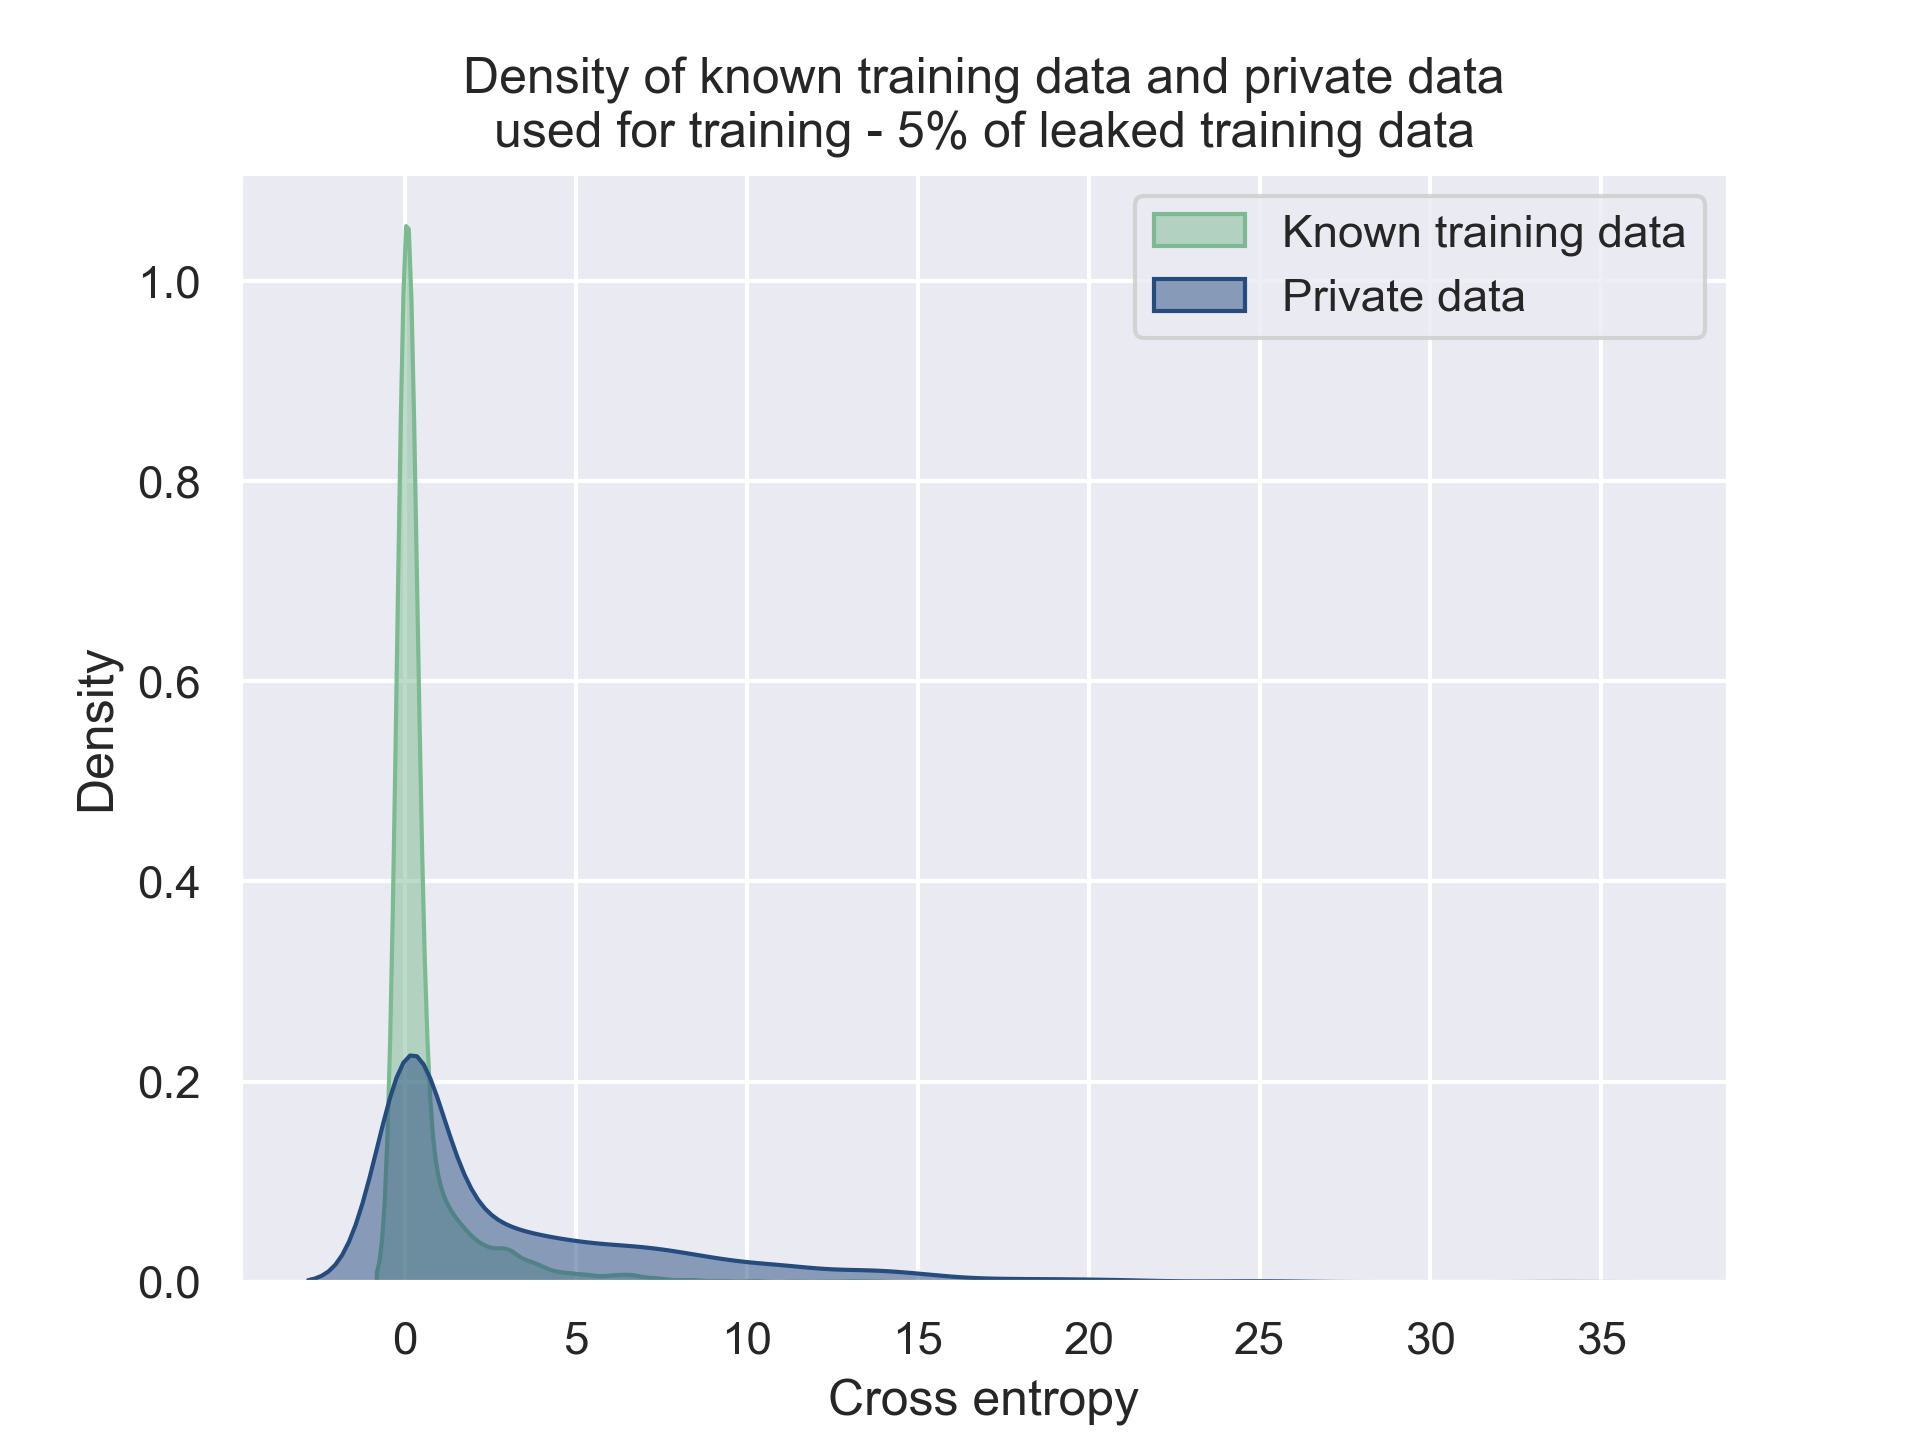 Density of known training data and private data
used for training - 5% of leaked training data
Known training data
Private data
Density
1.0
0.8
0.6
0.4
0.2
0.0
0 5 10 15 20 25 30 35
Cross entropy